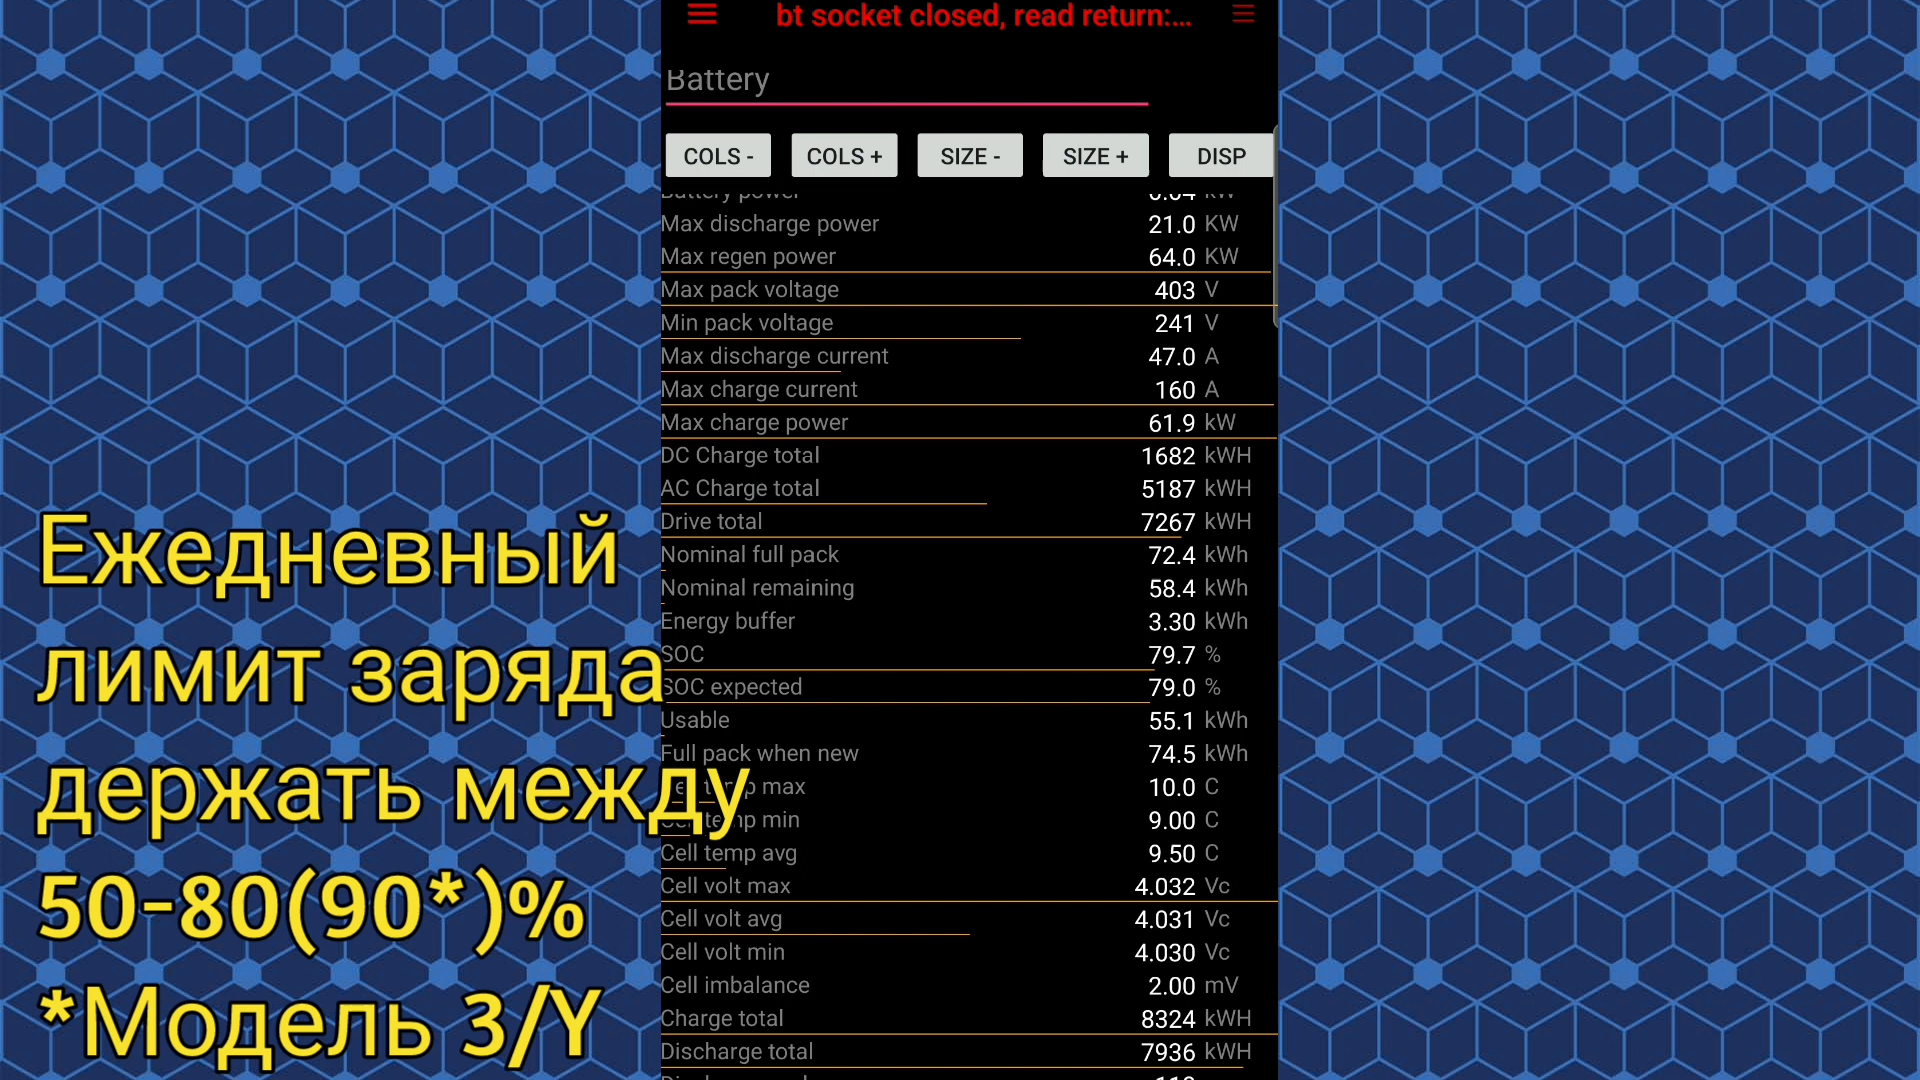 bt socket closed, read return:...
Battery
COLS - COLS + SIZE - SIZE + DISP
Battery power kW
Max discharge power 21.0 KW
Max regen power 64.0 KW
Max pack voltage 403 V
Min pack voltage 241 V
Max discharge current 47.0 A
Max charge current 160 A
Max charge power 61.9 kW
DC Charge total 1682 kWH
AC Charge total 5187 kWH
Drive total 7267 kWH
Nominal full pack 72.4 kWh
Nominal remaining 58.4 kWh
Energy buffer 3.30 kWh
SOC 79.7 %
SOC expected 79.0 %
Usable 55.1 kWh
Full pack when new 74.5 kWh
Cell temp max 10.0 C
Cell temp min 9.00 C
Cell temp avg 9.50 C
Cell volt max 4.032 Vc
Cell volt avg 4.031 Vc
Cell volt min 4.030 Vc
Cell imbalance 2.00 mV
Charge total 8324 kWH
Discharge total 7936 kWH
Ежедневный
лимит заряда
держать между
50-80(90*)%
*Модель 3/Y